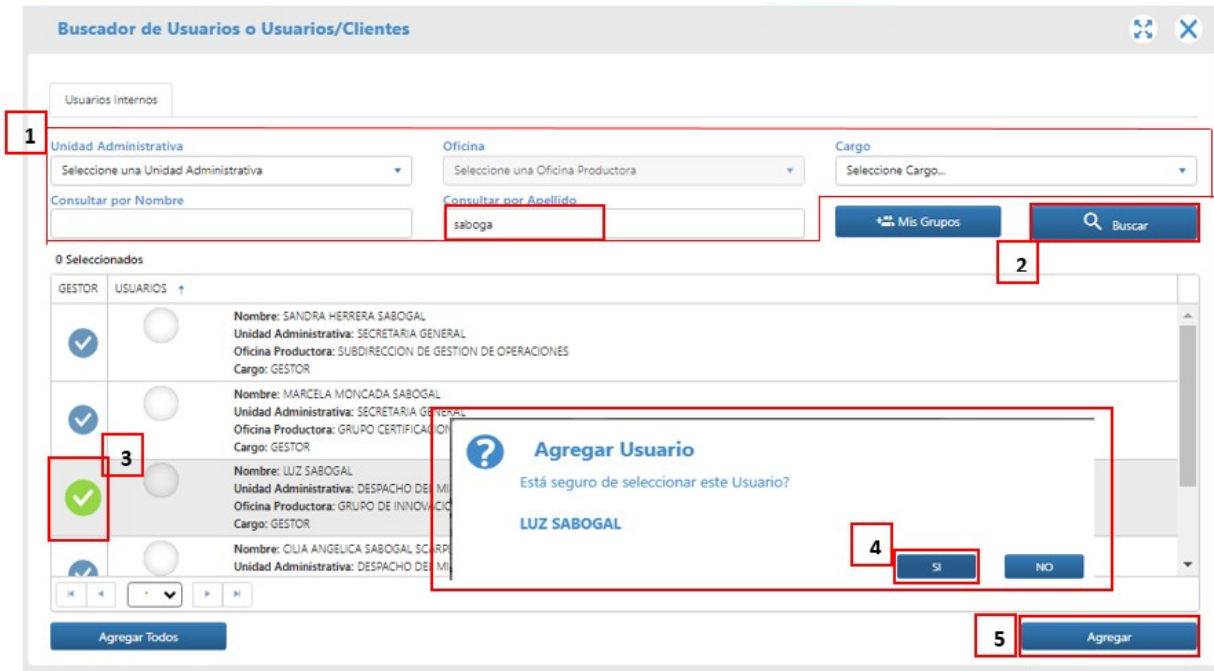 Buscador de Usuarios o Usuarios/Clientes
Usuarios Internos
1
Unidad Administrativa
Oficina
Cargo
Seleccione una Unidad Administrativa
Seleccione una Oficina Productora
Seleccione Cargo...
Consultar por Nombre
Consultar por Apellido
saboga
Mis Grupos
Buscar
2
0 Seleccionados
GESTOR
USUARIOS
Nombre: SANDRA HERRERA SABOGAL
Unidad Administrativa: SECRETARIA GENERAL
Oficina Productora: SUBDIRECCION DE GESTION DE OPERACIONES
Cargo: GESTOR
Nombre: MARCELA MONCADA SABOGAL
Unidad Administrativa: SECRETARIA GENERAL
Oficina Productora: GRUPO CERTIFICACION
Cargo: GESTOR
3
Nombre: LUZ SABOGAL
Unidad Administrativa: DESPACHO DEL MI
Oficina Productora: GRUPO DE INNOVACIO
Cargo: GESTOR
Nombre: CILIA ANGELICA SABOGAL SCARP
Unidad Administrativa: DESPACHO DEL MI
Agregar Usuario
Está seguro de seleccionar este Usuario?
LUZ SABOGAL
4
SI
NO
Agregar Todos
5
Agregar